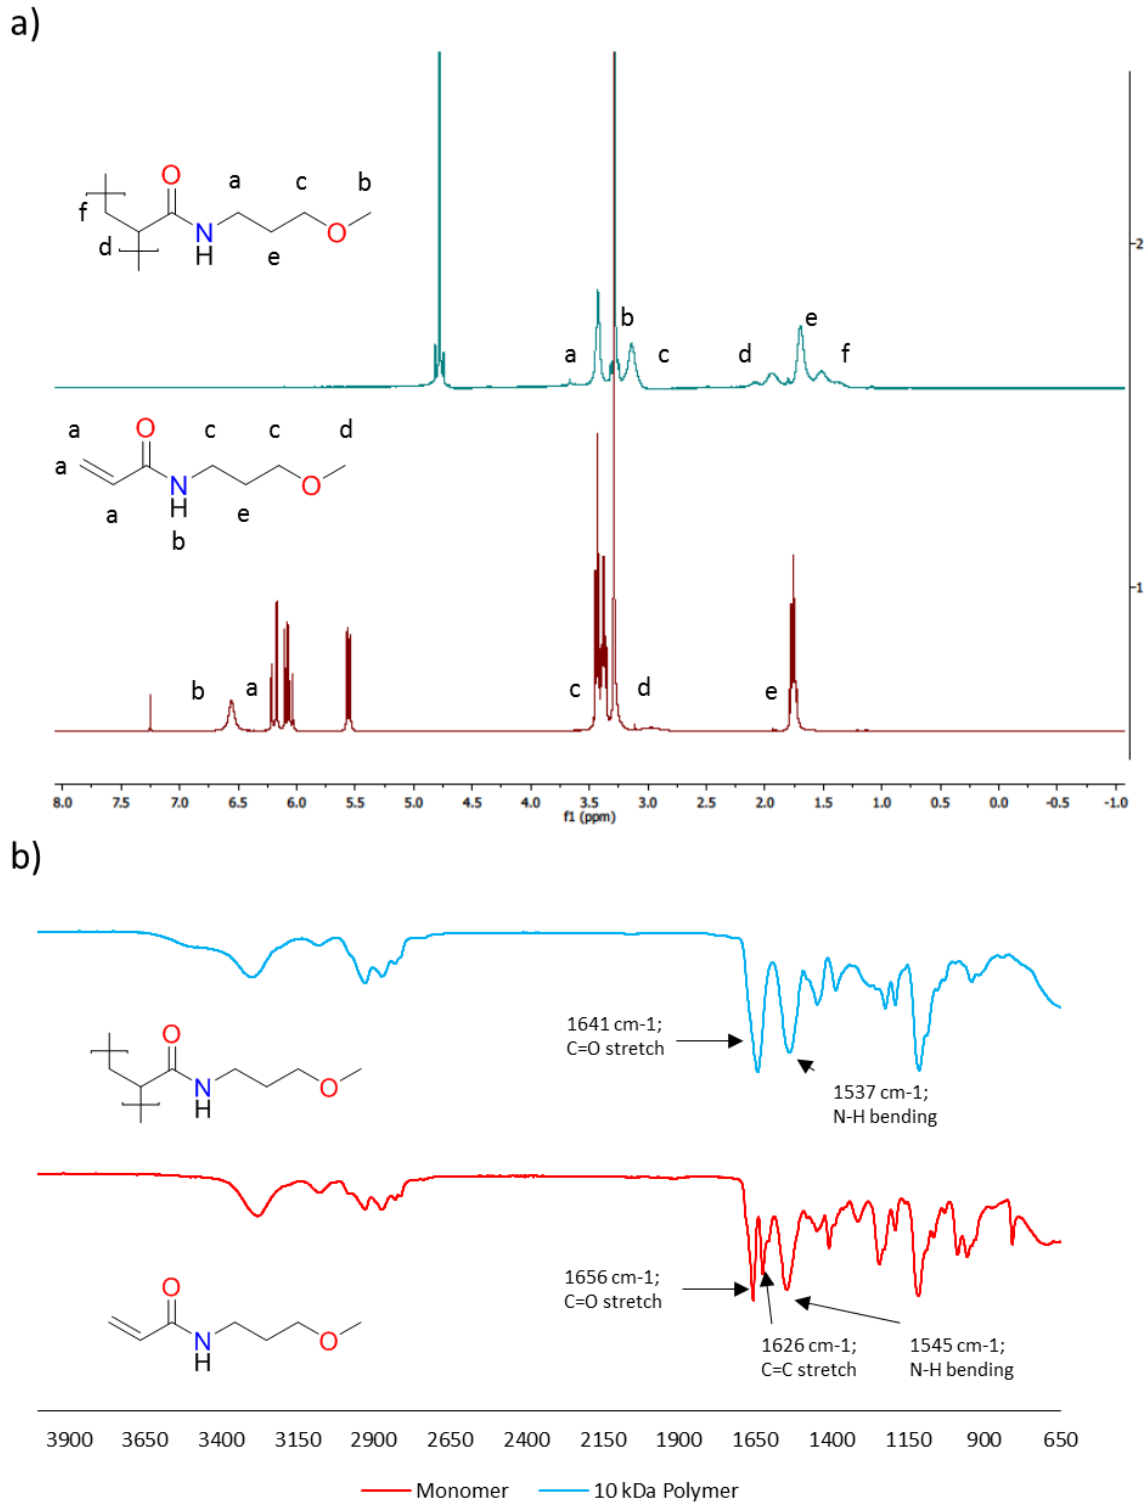 a)
O
a
c
b
f
N
O
d
H
e
2
a
b
c
d
e
f
a
O
c
c
d
a
N
O
a
H
e
b
1
b
a
c
d
e
8.0 7.5 7.0 6.5 6.0 5.5 5.0 4.5 4.0 3.5 3.0 2.5 2.0 1.5 1.0 0.5 0.0 -0.5 -1.0
f1 (ppm)
b)
1641 cm-1;
C=O stretch
O
N
H
O
1537 cm-1;
N-H bending
1656 cm-1;
C=O stretch
O
N
H
O
1626 cm-1;
C=C stretch
1545 cm-1;
N-H bending
3900 3650 3400 3150 2900 2650 2400 2150 1900 1650 1400 1150 900 650
Monomer 10 kDa Polymer